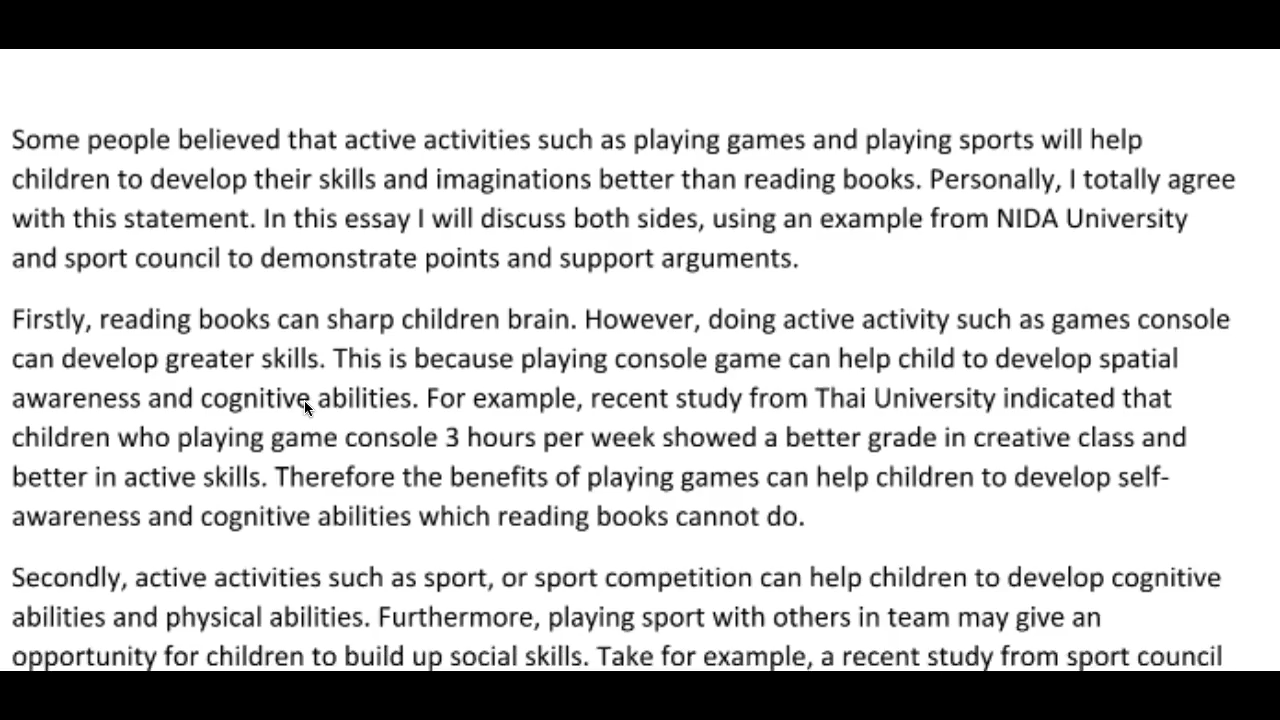 Some people believed that active activities such as playing games and playing sports will help
children to develop their skills and imaginations better than reading books. Personally, I totally agree
with this statement. In this essay I will discuss both sides, using an example from NIDA University
and sport council to demonstrate points and support arguments.
Firstly, reading books can sharp children brain. However, doing active activity such as games console
can develop greater skills. This is because playing console game can help child to develop spatial
awareness and cognitive abilities. For example, recent study from Thai University indicated that
children who playing game console 3 hours per week showed a better grade in creative class and
better in active skills. Therefore the benefits of playing games can help children to develop self-
awareness and cognitive abilities which reading books cannot do.
Secondly, active activities such as sport, or sport competition can help children to develop cognitive
abilities and physical abilities. Furthermore, playing sport with others in team may give an
opportunity for children to build up social skills. Take for example, a recent study from sport council